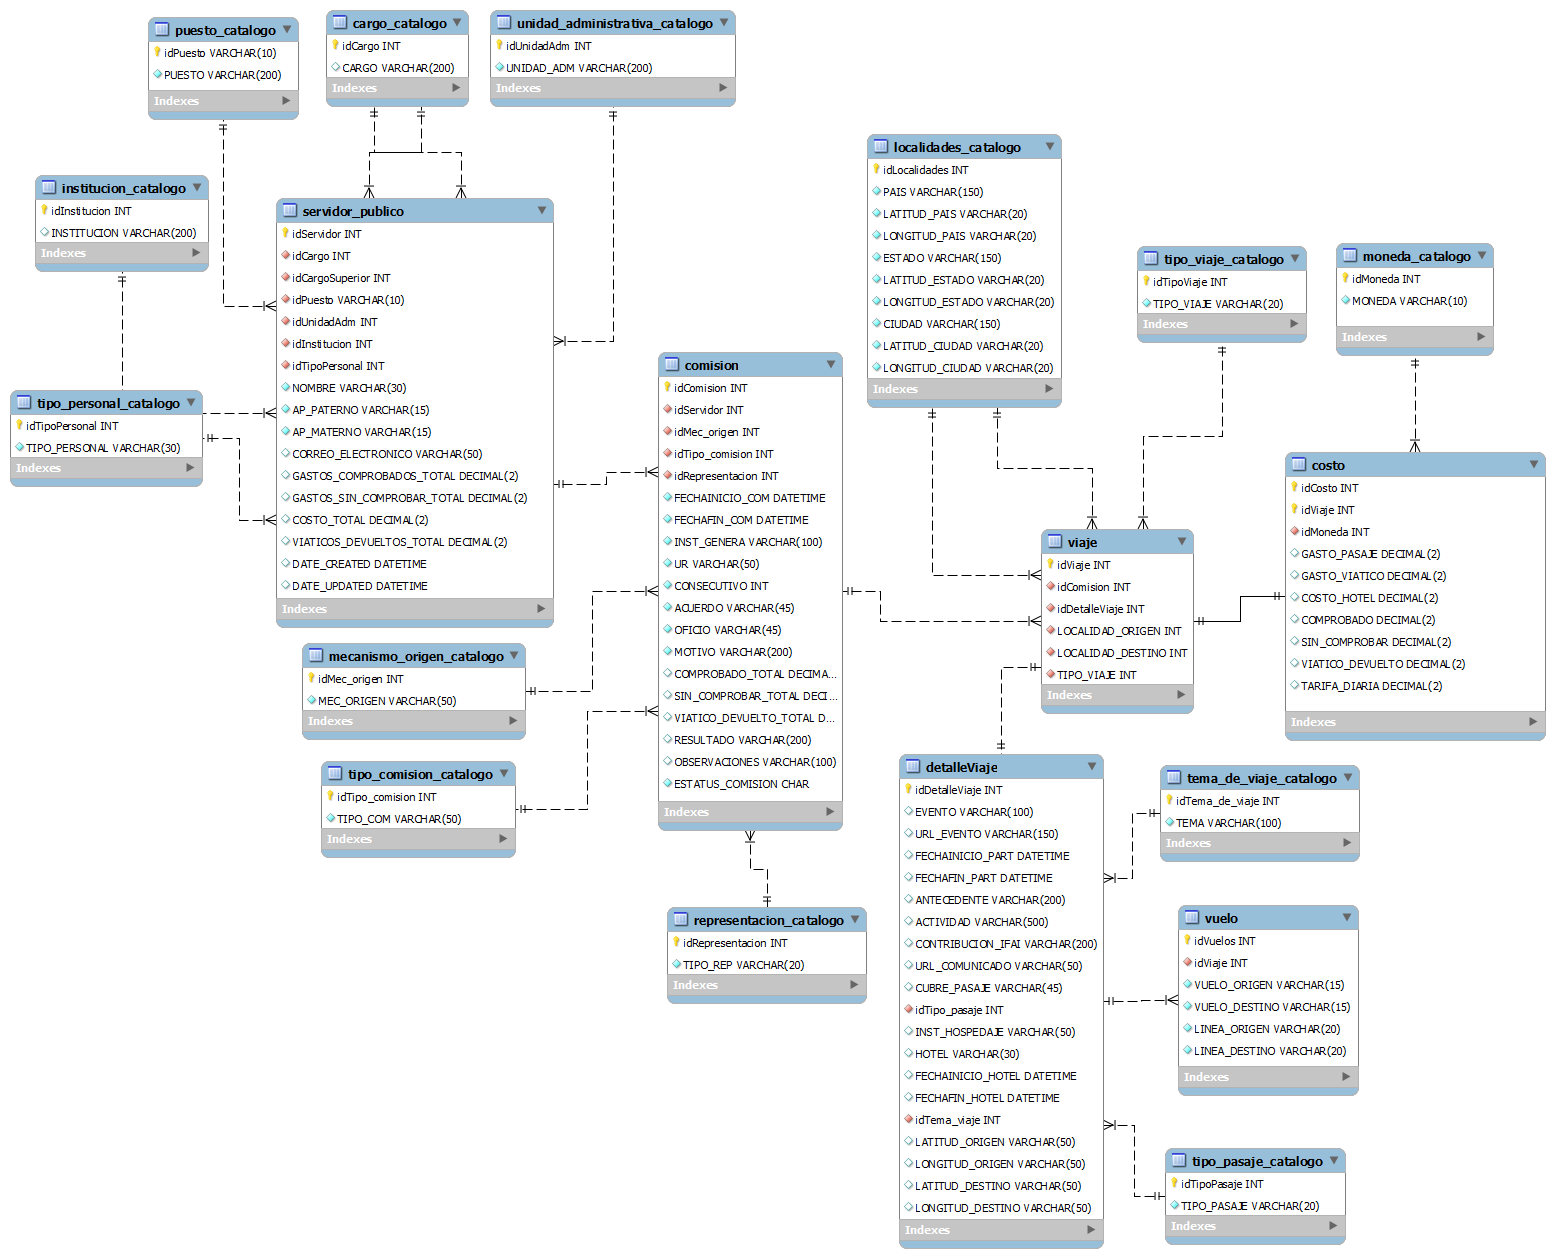 puesto_catalogo
idPuesto VARCHAR(10)
PUESTO VARCHAR(200)
Indexes
cargo_catalogo
idCargo INT
CARGO VARCHAR(200)
Indexes
unidad_administrativa_catalogo
idUnidadAdm INT
UNIDAD_ADM VARCHAR(200)
Indexes
institucion_catalogo
idInstitucion INT
INSTITUCION VARCHAR(200)
Indexes
servidor_publico
idServidor INT
idCargo INT
idCargoSuperior INT
idPuesto VARCHAR(10)
idUnidadAdm INT
idInstitucion INT
idTipoPersonal INT
NOMBRE VARCHAR(30)
AP_PATERNO VARCHAR(15)
AP_MATERNO VARCHAR(15)
CORREO_ELECTRONICO VARCHAR(50)
GASTOS_COMPROBADOS_TOTAL DECIMAL(2)
GASTOS_SIN_COMPROBAR_TOTAL DECIMAL(2)
COSTO_TOTAL DECIMAL(2)
VIATICOS_DEVUELTOS_TOTAL DECIMAL(2)
DATE_CREATED DATETIME
DATE_UPDATED DATETIME
Indexes
tipo_personal_catalogo
idTipoPersonal INT
TIPO_PERSONAL VARCHAR(30)
Indexes
localidades_catalogo
idLocalidades INT
PAIS VARCHAR(150)
LATITUD_PAIS VARCHAR(20)
LONGITUD_PAIS VARCHAR(20)
ESTADO VARCHAR(150)
LATITUD_ESTADO VARCHAR(20)
LONGITUD_ESTADO VARCHAR(20)
CIUDAD VARCHAR(150)
LATITUD_CIUDAD VARCHAR(20)
LONGITUD_CIUDAD VARCHAR(20)
Indexes
tipo_viaje_catalogo
idTipoViaje INT
TIPO_VIAJE VARCHAR(20)
Indexes
moneda_catalogo
idMoneda INT
MONEDA VARCHAR(10)
Indexes
comision
idComision INT
idServidor INT
idMec_origen INT
idTipo_comision INT
idRepresentacion INT
FECHAINICIO_COM DATETIME
FECHAFIN_COM DATETIME
INST_GENERA VARCHAR(100)
UR VARCHAR(50)
CONSECUTIVO INT
ACUERDO VARCHAR(45)
OFICIO VARCHAR(45)
MOTIVO VARCHAR(200)
COMPROBADO_TOTAL DECIMA...
SIN_COMPROBAR_TOTAL DECI...
VIATICO_DEVUELTO_TOTAL D...
RESULTADO VARCHAR(200)
OBSERVACIONES VARCHAR(100)
ESTATUS_COMISION CHAR
Indexes
costo
idCosto INT
idViaje INT
idMoneda INT
GASTO_PASAJE DECIMAL(2)
GASTO_VIATICO DECIMAL(2)
COSTO_HOTEL DECIMAL(2)
COMPROBADO DECIMAL(2)
SIN_COMPROBAR DECIMAL(2)
VIATICO_DEVUELTO DECIMAL(2)
TARIFA_DIARIA DECIMAL(2)
Indexes
viaje
idViaje INT
idComision INT
idDetalleViaje INT
LOCALIDAD_ORIGEN INT
LOCALIDAD_DESTINO INT
TIPO_VIAJE INT
Indexes
mecanismo_origen_catalogo
idMec_origen INT
MEC_ORIGEN VARCHAR(50)
Indexes
tipo_comision_catalogo
idTipo_comision INT
TIPO_COM VARCHAR(50)
Indexes
representacion_catalogo
idRepresentacion INT
TIPO_REP VARCHAR(20)
Indexes
detalleViaje
idDetalleViaje INT
EVENTO VARCHAR(100)
URL_EVENTO VARCHAR(150)
FECHAINICIO_PART DATETIME
FECHAFIN_PART DATETIME
ANTECEDENTE VARCHAR(200)
ACTIVIDAD VARCHAR(500)
CONTRIBUCION_IFAI VARCHAR(200)
URL_COMUNICADO VARCHAR(50)
CUBRE_PASAJE VARCHAR(45)
idTipo_pasaje INT
INST_HOSPEDAJE VARCHAR(50)
HOTEL VARCHAR(30)
FECHAINICIO_HOTEL DATETIME
FECHAFIN_HOTEL DATETIME
idTema_viaje INT
LATITUD_ORIGEN VARCHAR(50)
LONGITUD_ORIGEN VARCHAR(50)
LATITUD_DESTINO VARCHAR(50)
LONGITUD_DESTINO VARCHAR(50)
Indexes
tema_de_viaje_catalogo
idTema_de_viaje INT
TEMA VARCHAR(100)
Indexes
vuelo
idVuelos INT
idViaje INT
VUELO_ORIGEN VARCHAR(15)
VUELO_DESTINO VARCHAR(15)
LINEA_ORIGEN VARCHAR(20)
LINEA_DESTINO VARCHAR(20)
Indexes
tipo_pasaje_catalogo
idTipoPasaje INT
TIPO_PASAJE VARCHAR(20)
Indexes